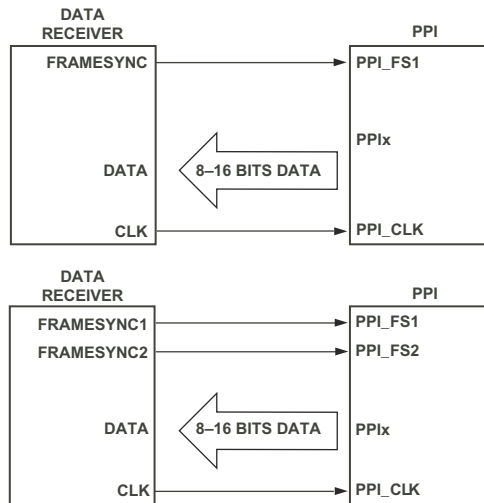 DATA
RECEIVER
PPI
FRAMESYNC
PPI_FS1
PPIx
DATA
8–16 BITS DATA
CLK
PPI_CLK
DATA
RECEIVER
PPI
FRAMESYNC1
PPI_FS1
FRAMESYNC2
PPI_FS2
DATA
8–16 BITS DATA
PPIx
CLK
PPI_CLK